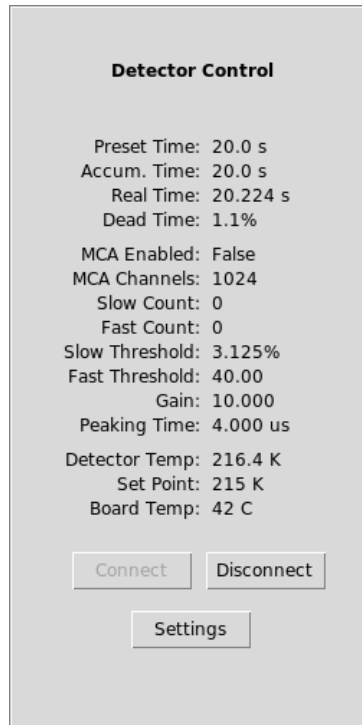 Detector Control
Preset Time: 20.0 s
Accum. Time: 20.0 s
Real Time: 20.224 s
Dead Time: 1.1%
MCA Enabled: False
MCA Channels: 1024
Slow Count: 0
Fast Count: 0
Slow Threshold: 3.125%
Fast Threshold: 40.00
Gain: 10.000
Peaking Time: 4.000 us
Detector Temp: 216.4 K
Set Point: 215 K
Board Temp: 42 C
Connect Disconnect
Settings